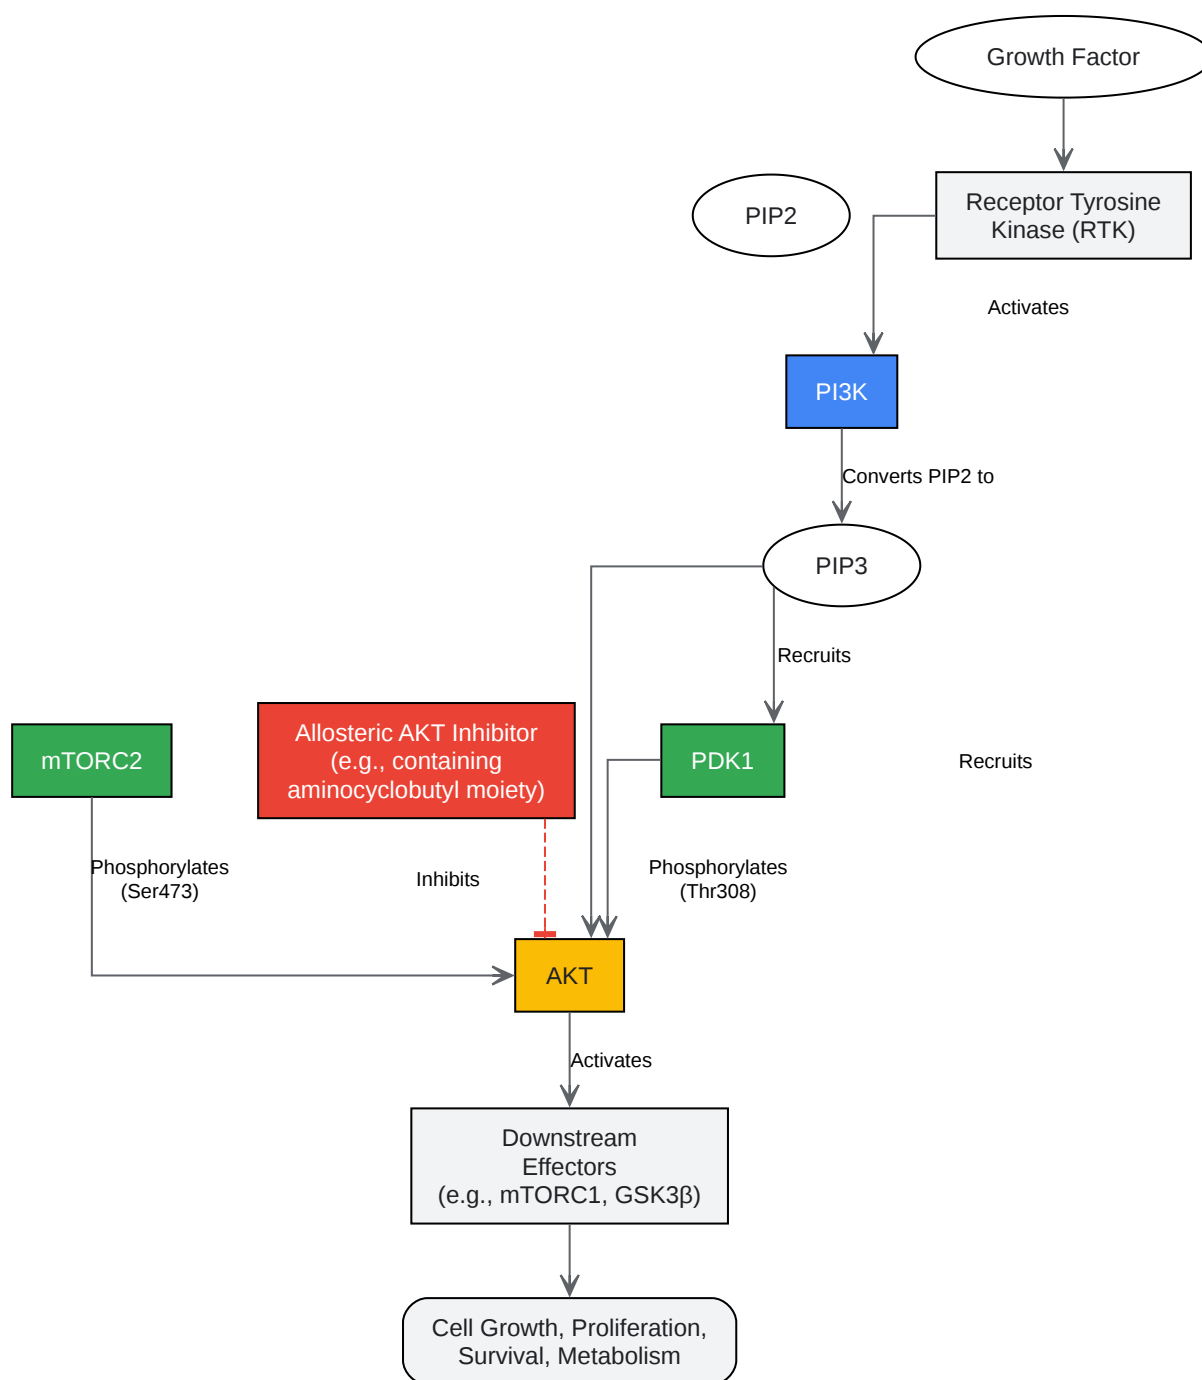 Growth Factor
PIP2
Receptor Tyrosine
Kinase (RTK)
Activates
PI3K
Converts PIP2 to
PIP3
Recruits
mTORC2
Allosteric AKT Inhibitor
(e.g., containing
aminocyclobutyl moiety)
PDK1
Recruits
Phosphorylates
(Ser473)
Inhibits
Phosphorylates
(Thr308)
AKT
Activates
Downstream
Effectors
(e.g., mTORC1, GSK3β)
Cell Growth, Proliferation,
Survival, Metabolism